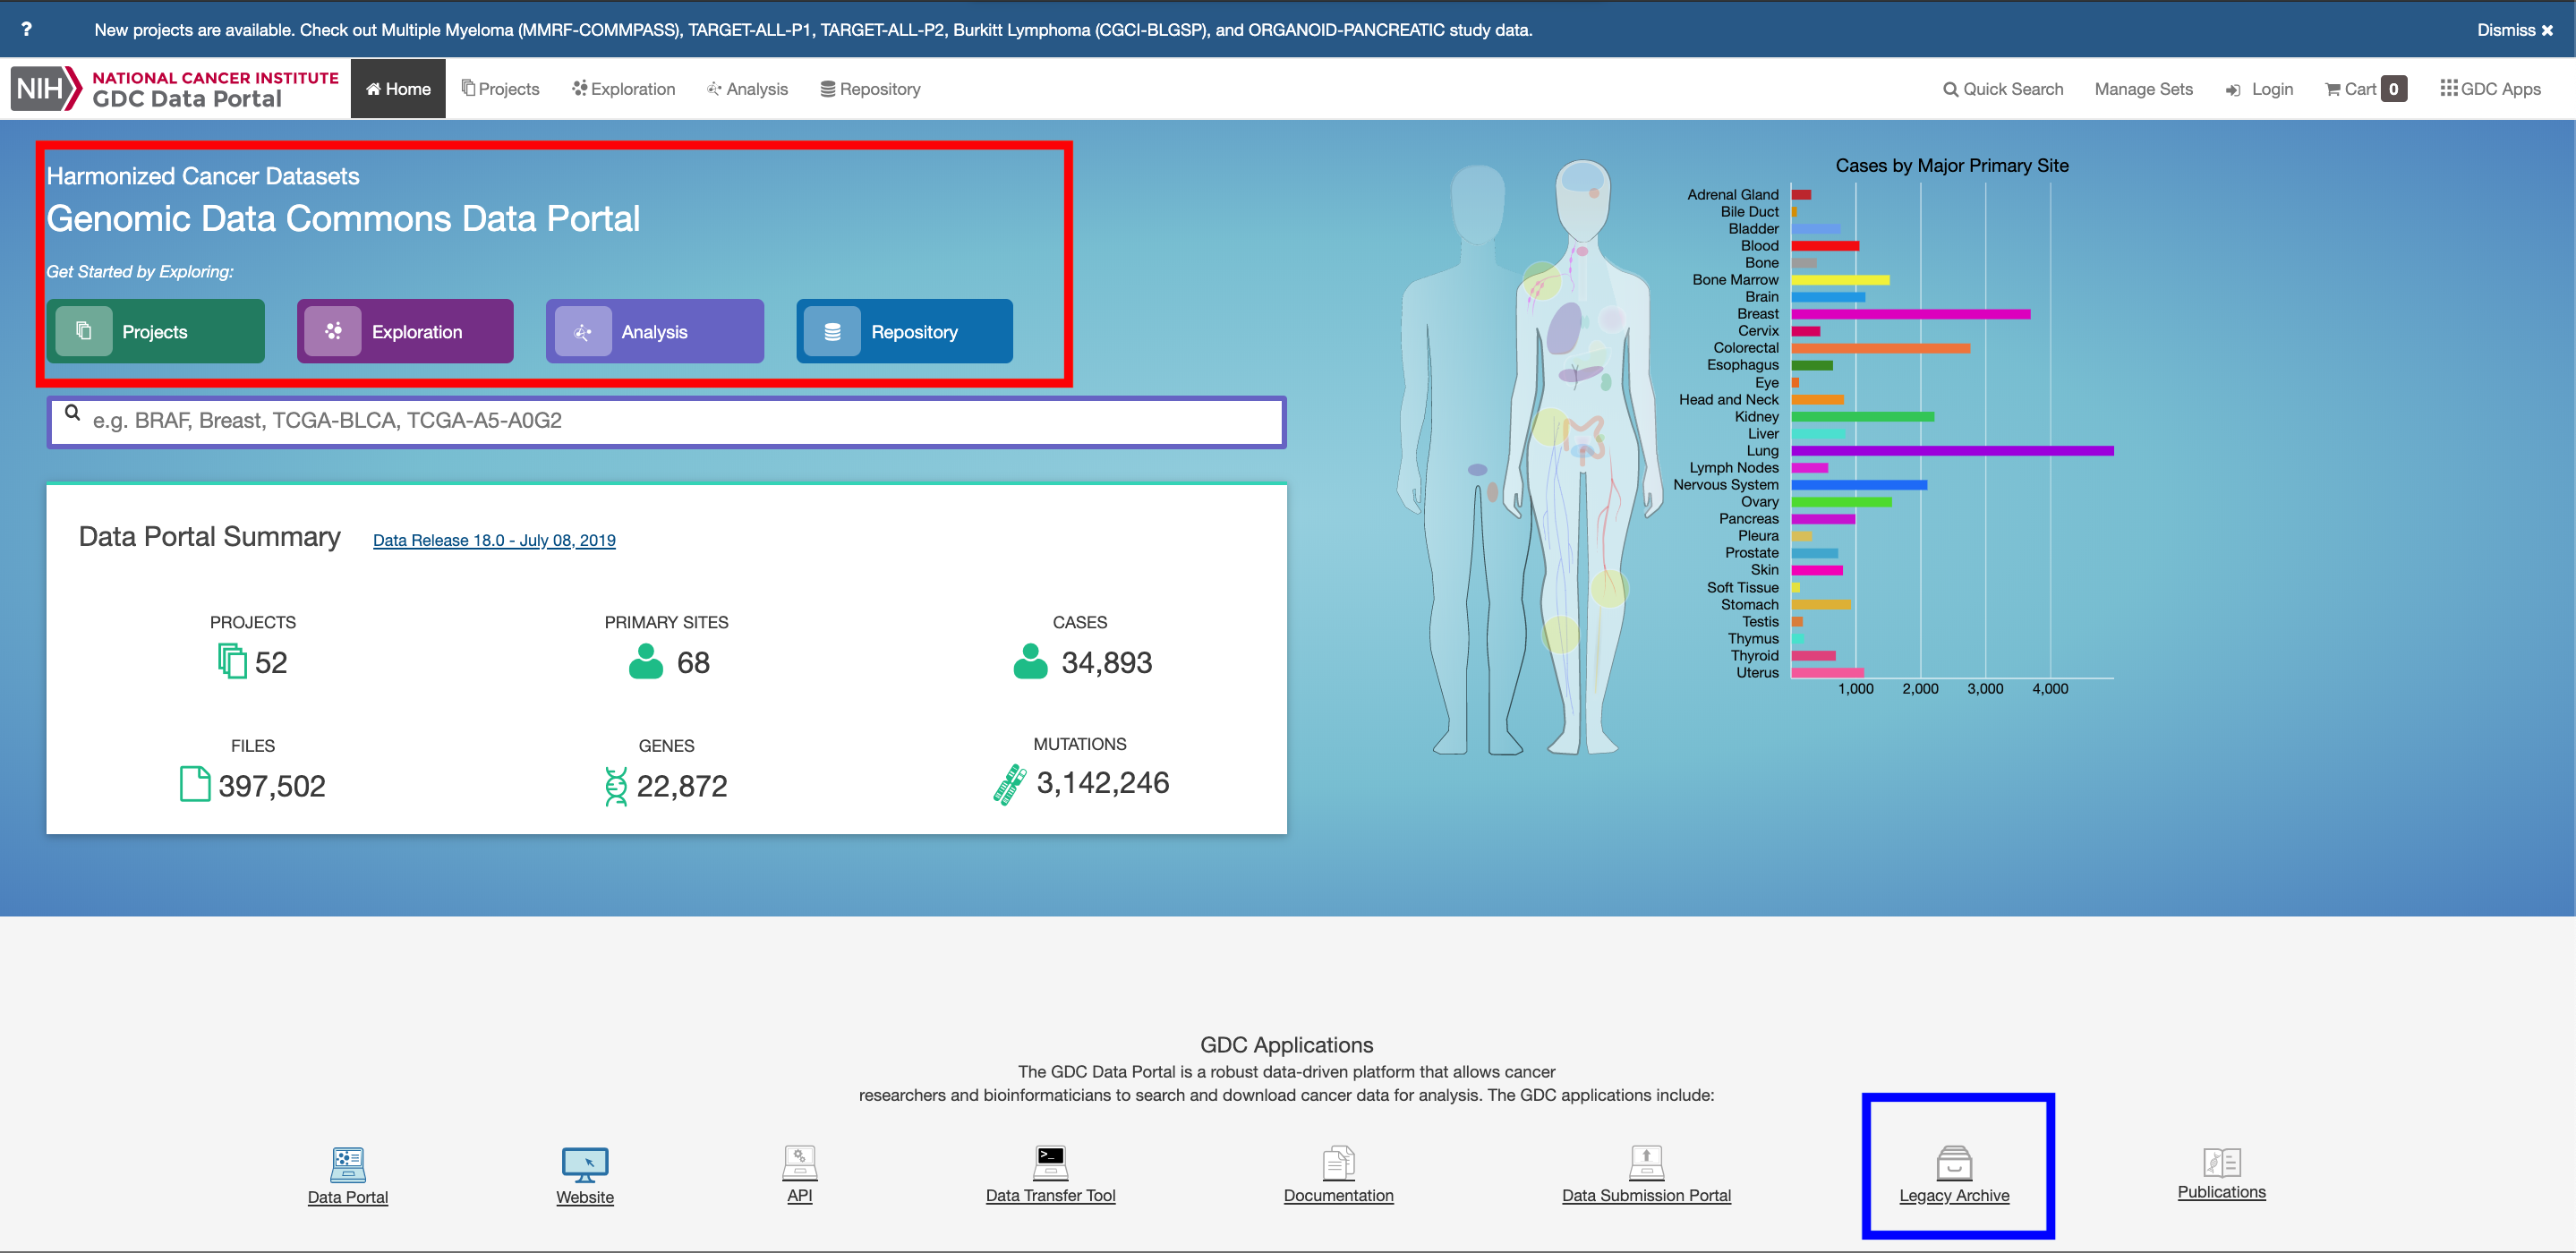 ? New projects are available. Check out Multiple Myeloma (MMRF-COMMPASS), TARGET-ALL-P1, TARGET-ALL-P2, Burkitt Lymphoma (CGCI-BLGSP), and ORGANOID-PANCREATIC study data. Dismiss ✖
NIH NATIONAL CANCER INSTITUTE
GDC Data Portal
Home Projects Exploration Analysis Repository Quick Search Manage Sets Login Cart 0 GDC Apps
Harmonized Cancer Datasets
Genomic Data Commons Data Portal
Get Started by Exploring:
Projects Exploration Analysis Repository
e.g. BRAF, Breast, TCGA-BLCA, TCGA-A5-A0G2
Data Portal Summary Data Release 18.0 - July 08, 2019
PROJECTS PRIMARY SITES CASES
52 68 34,893
FILES GENES MUTATIONS
397,502 22,872 3,142,246
Cases by Major Primary Site
Adrenal Gland
Bile Duct
Bladder
Blood
Bone
Bone Marrow
Brain
Breast
Cervix
Colorectal
Esophagus
Eye
Head and Neck
Kidney
Liver
Lung
Lymph Nodes
Nervous System
Ovary
Pancreas
Pleura
Prostate
Skin
Soft Tissue
Stomach
Testis
Thymus
Thyroid
Uterus
1,000 2,000 3,000 4,000
GDC Applications
The GDC Data Portal is a robust data-driven platform that allows cancer
researchers and bioinformaticians to search and download cancer data for analysis. The GDC applications include:
>_
Data Portal Website API Data Transfer Tool Documentation Data Submission Portal Legacy Archive Publications